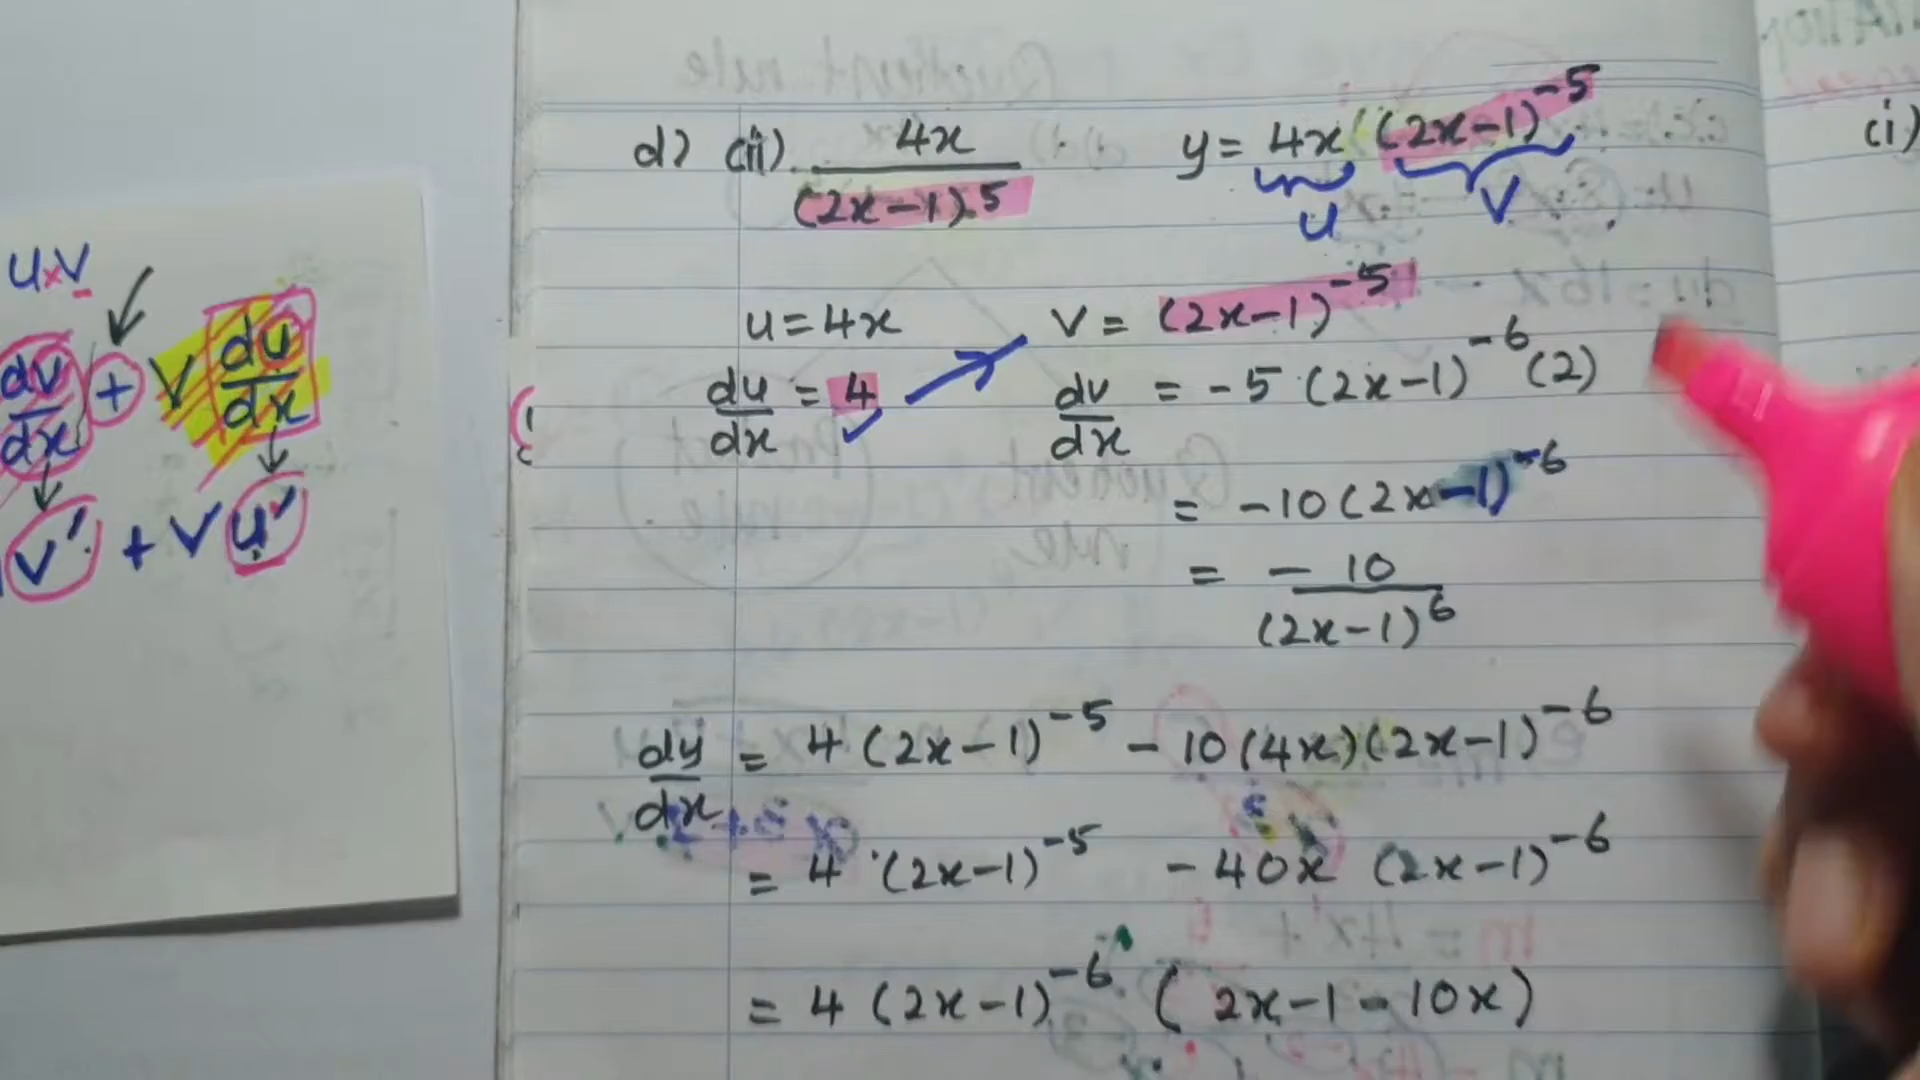 u×v
dv/dx + v du/dx
v' + v u'
d) (ii) 4x/(2x-1)^5 y = 4x (2x-1)^-5
u v
u = 4x v = (2x-1)^-5
du/dx = 4 dv/dx = -5 (2x-1)^-6 (2)
= -10 (2x-1)^-6
= -10/(2x-1)^6
dy/dx = 4 (2x-1)^-5 - 10 (4x)(2x-1)^-6
= 4 (2x-1)^-5 - 40x (2x-1)^-6
= 4 (2x-1)^-6 (2x-1-10x)
(i)